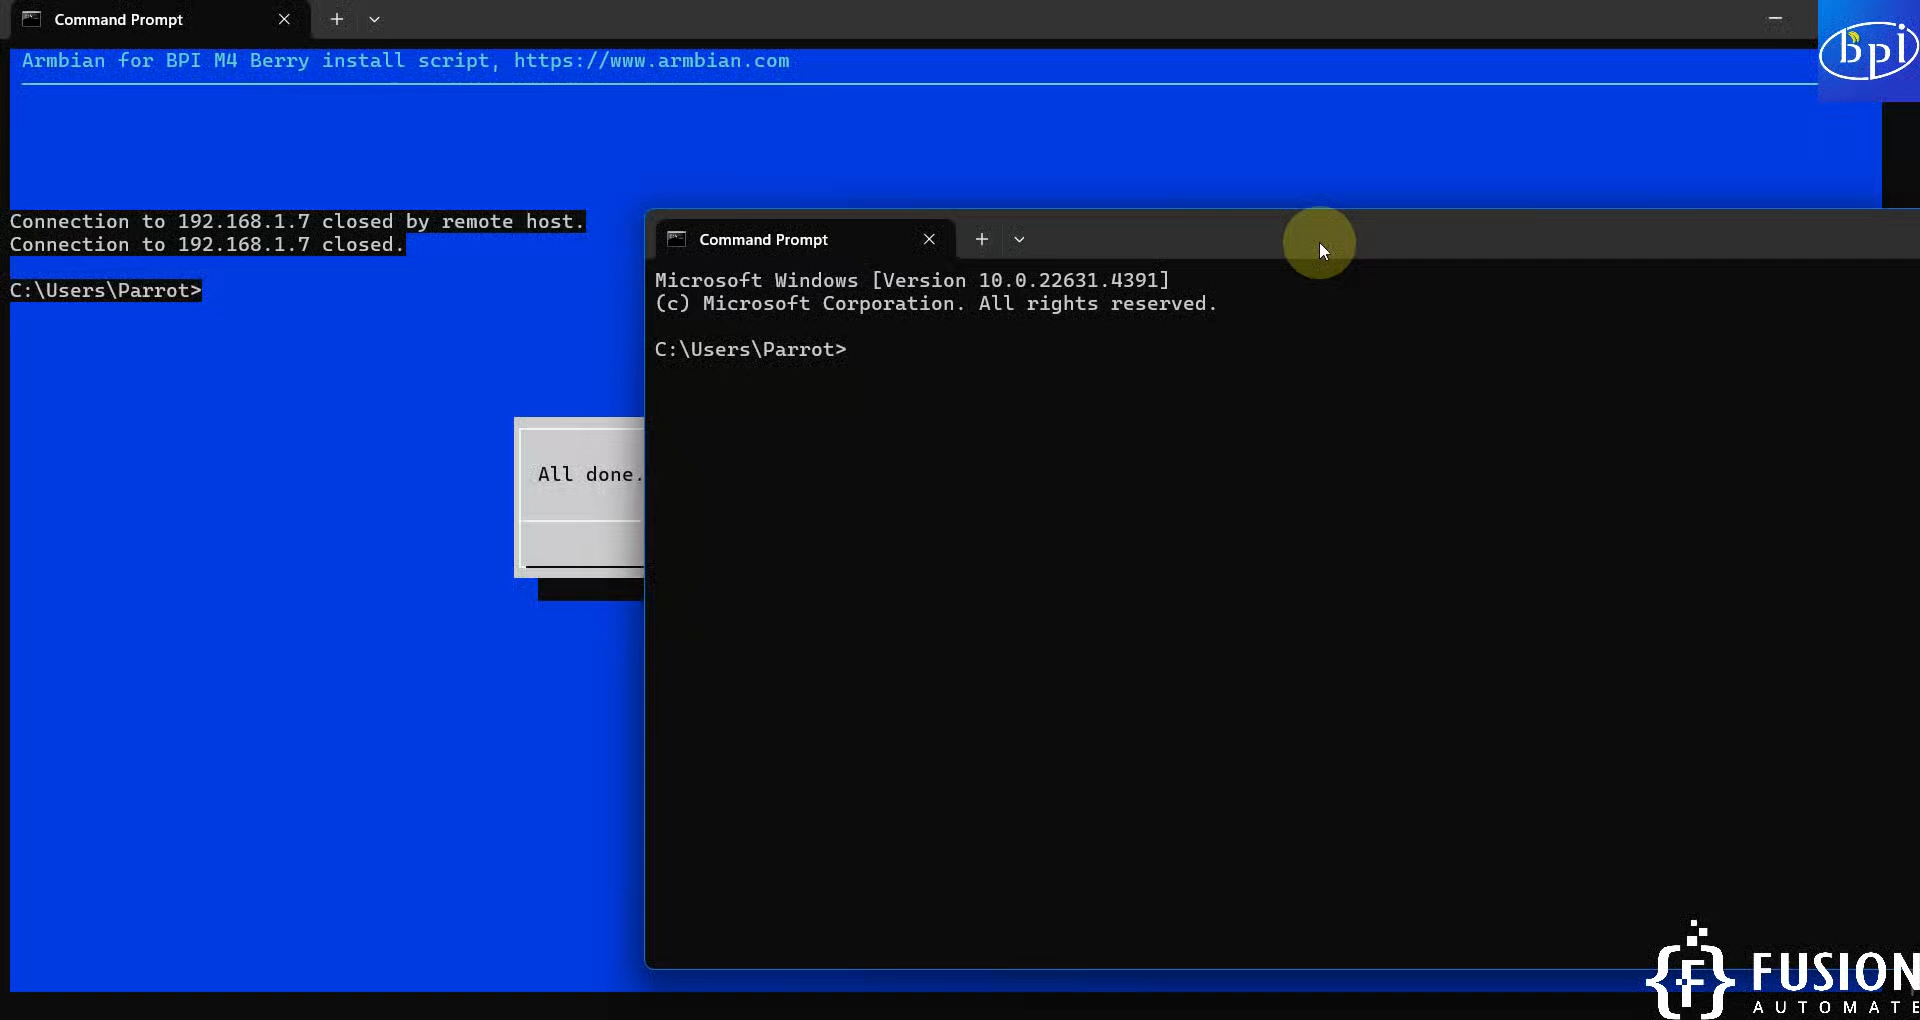 Command Prompt
Armbian for BPI M4 Berry install script, https://www.armbian.com
bpi
Connection to 192.168.1.7 closed by remote host.
Connection to 192.168.1.7 closed.
C:\Users\Parrot>
All done.
Command Prompt
Microsoft Windows [Version 10.0.22631.4391]
(c) Microsoft Corporation. All rights reserved.
C:\Users\Parrot>
{F} FUSION
AUTOMATE